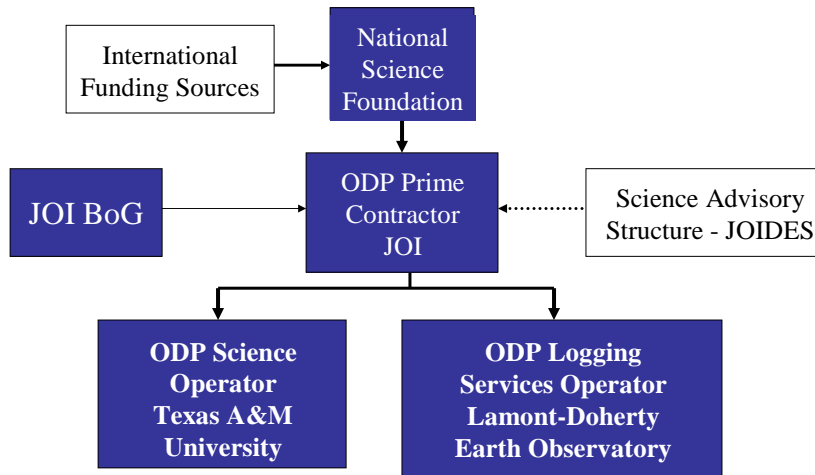 International
Funding Sources
National
Science
Foundation
JOI BoG
ODP Prime
Contractor
JOI
Science Advisory
Structure - JOIDES
ODP Science
Operator
Texas A&M
University
ODP Logging
Services Operator
Lamont-Doherty
Earth Observatory